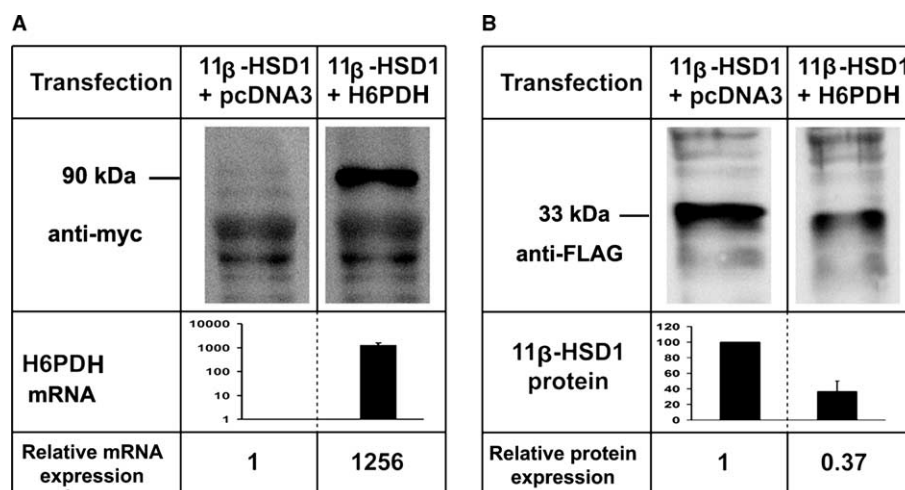 A
Transfection
11β-HSD1
+ pcDNA3
11β-HSD1
+ H6PDH
90 kDa
anti-myc
H6PDH
mRNA
10000
1000
100
10
1
Relative mRNA
expression
1
1256
B
Transfection
11β-HSD1
+ pcDNA3
11β-HSD1
+ H6PDH
33 kDa
anti-FLAG
11β-HSD1
protein
120
100
80
60
40
20
0
Relative protein
expression
1
0.37